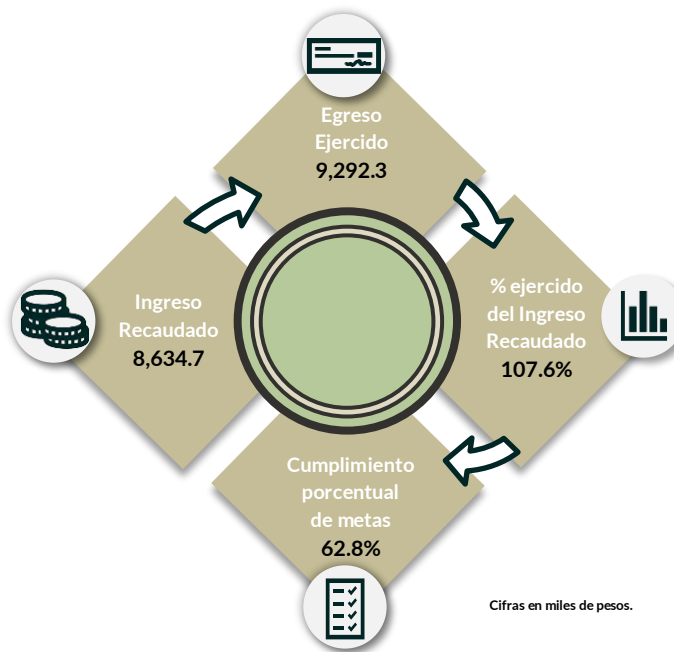 Egreso
Ejercido
9,292.3
Ingreso
Recaudado
8,634.7
% ejercido
del Ingreso
Recaudado
107.6%
Cumplimiento
porcentual
de metas
62.8%
Cifras en miles de pesos.